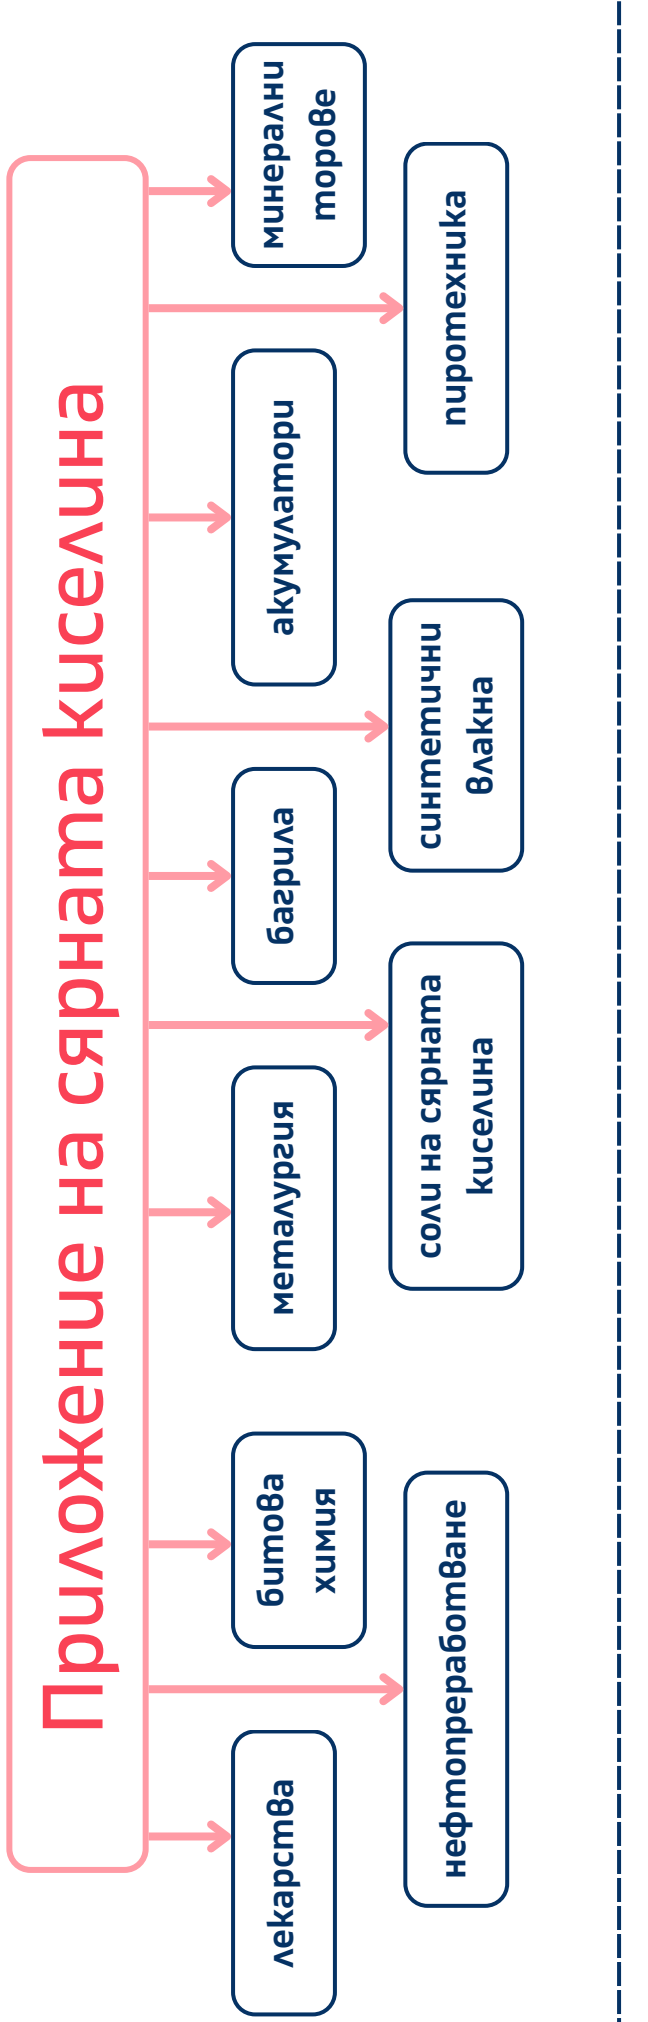 Приложение на сярната киселина
лекарства
битова
химия
металургия
багрила
акумулатори
минерални
торове
нефтопреработване
соли на сярната
киселина
синтетични
влакна
пиротехника